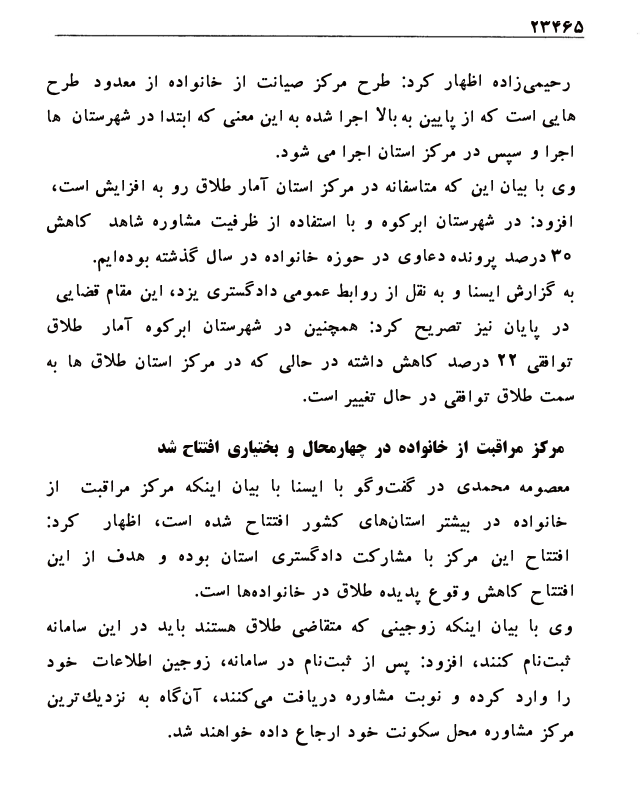 ۲۳۴۶۵
رحیمی‌زاده اظهار کرد: طرح مرکز صیانت از خانواده از معدود طرح
هایی است که از پایین به بالا اجرا شده به این معنی که ابتدا در شهرستان ها
اجرا و سپس در مرکز استان اجرا می شود.
وی با بیان این که متاسفانه در مرکز استان آمار طلاق رو به افزایش است،
افزود: در شهرستان ابرکوه و با استفاده از ظرفیت مشاوره شاهد کاهش
۳۰ درصد پرونده دعاوی در حوزه خانواده در سال گذشته بوده‌ایم.
به گزارش ایسنا و به نقل از روابط عمومی دادگستری یزد، این مقام قضایی
در پایان نیز تصریح کرد: همچنین در شهرستان ابرکوه آمار طلاق
توافقی ۲۲ درصد کاهش داشته در حالی که در مرکز استان طلاق ها به
سمت طلاق توافقی در حال تغییر است.
مرکز مراقبت از خانواده در چهارمحال و بختیاری افتتاح شد
معصومه محمدی در گفت‌وگو با ایسنا با بیان اینکه مرکز مراقبت از
خانواده در بیشتر استان‌های کشور افتتاح شده است، اظهار کرد:
افتتاح این مرکز با مشارکت دادگستری استان بوده و هدف از این
افتتاح کاهش وقوع پدیده طلاق در خانواده‌ها است.
وی با بیان اینکه زوجینی که متقاضی طلاق هستند باید در این سامانه
ثبت‌نام کنند، افزود: پس از ثبت‌نام در سامانه، زوجین اطلاعات خود
را وارد کرده و نوبت مشاوره دریافت می‌کنند، آن‌گاه به نزدیك‌ترین
مرکز مشاوره محل سکونت خود ارجاع داده خواهند شد.